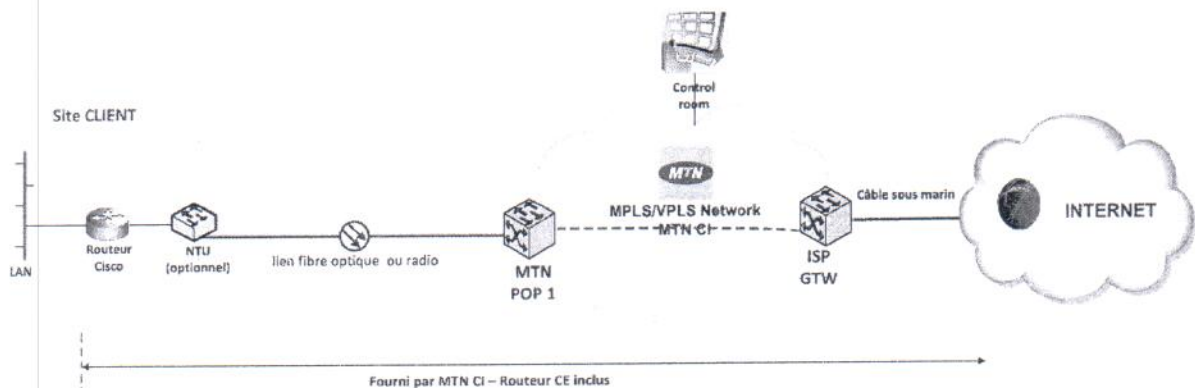 Control
room
Site CLIENT
MTN
MPLS/VPLS Network
MTN CI
Câble sous marin
INTERNET
LAN
Routeur
Cisco
NTU
(optionnel)
lien fibre optique ou radio
MTN
POP 1
ISP
GTW
Fourni par MTN CI – Routeur CE inclus